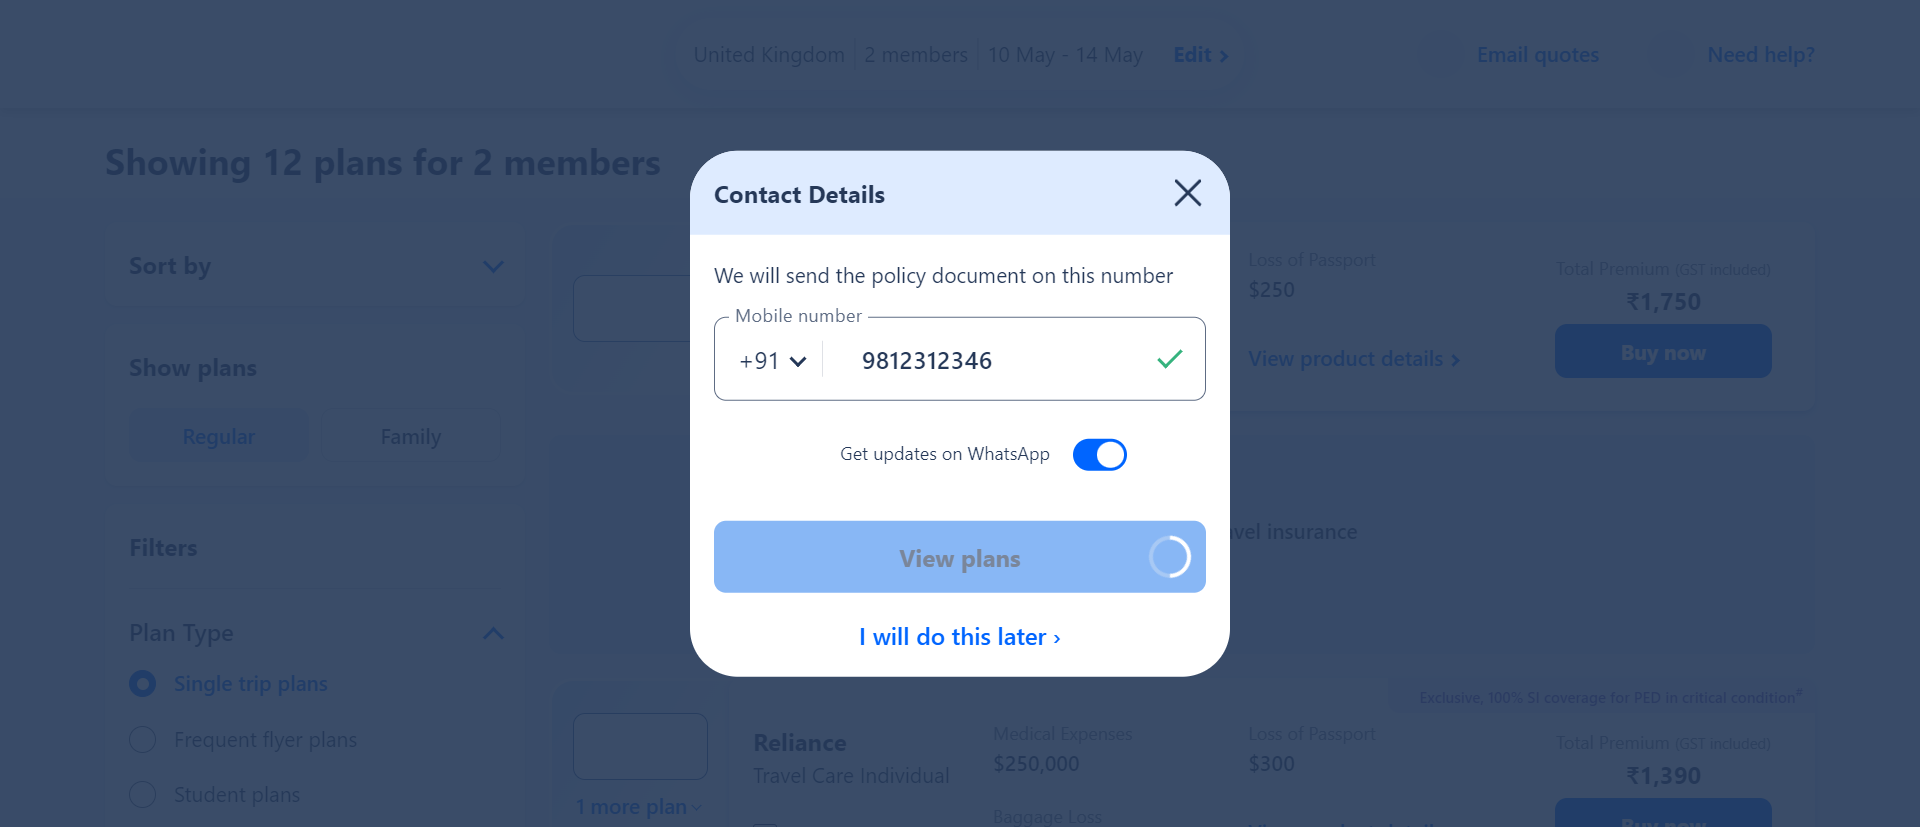 United Kingdom 2 members 10 May - 14 May Edit ›
Email quotes Need help?
Showing 12 plans for 2 members
Sort by
Show plans
Regular Family
Filters
Plan Type
Single trip plans
Frequent flyer plans
Student plans
Contact Details
We will send the policy document on this number
Mobile number
+91 9812312346
Get updates on WhatsApp
View plans
I will do this later ›
Loss of Passport
$250
View product details ›
Total Premium (GST included)
₹1,750
Buy now
vel insurance
Exclusive, 100% SI coverage for PED in critical condition#
Reliance
Travel Care Individual
1 more plan
Medical Expenses
$250,000
Baggage Loss
Loss of Passport
$300
Total Premium (GST included)
₹1,390
Buy now